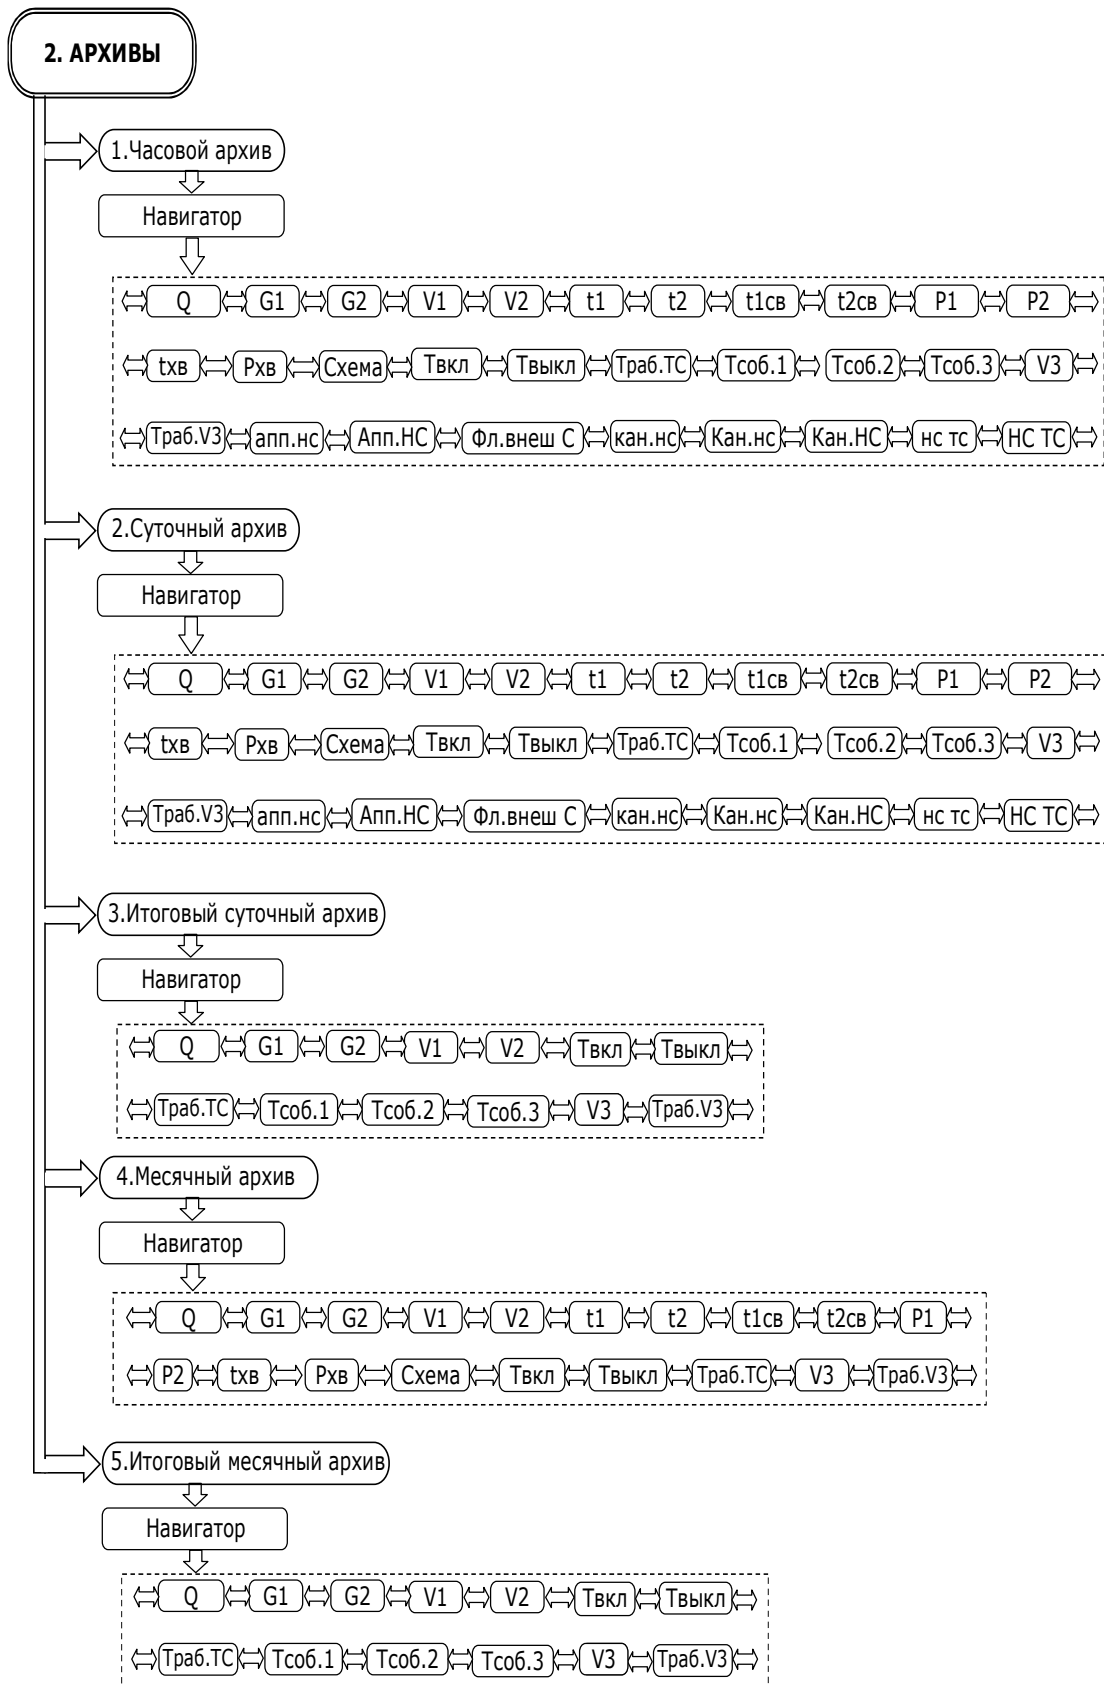 2. АРХИВЫ
1.Часовой архив
Навигатор
Q G1 G2 V1 V2 t1 t2 t1св t2св P1 P2
tхв Pхв Схема Твкл Твыкл Траб.ТС Тсоб.1 Тсоб.2 Тсоб.3 V3
Траб.V3 апп.нс Апп.НС Фл.внеш С кан.нс Кан.нс Кан.НС нс тс НС ТС
2.Суточный архив
Навигатор
Q G1 G2 V1 V2 t1 t2 t1св t2св P1 P2
tхв Pхв Схема Твкл Твыкл Траб.ТС Тсоб.1 Тсоб.2 Тсоб.3 V3
Траб.V3 апп.нс Апп.НС Фл.внеш С кан.нс Кан.нс Кан.НС нс тс НС ТС
3.Итоговый суточный архив
Навигатор
Q G1 G2 V1 V2 Твкл Твыкл
Траб.ТС Тсоб.1 Тсоб.2 Тсоб.3 V3 Траб.V3
4.Месячный архив
Навигатор
Q G1 G2 V1 V2 t1 t2 t1св t2св P1
P2 tхв Pхв Схема Твкл Твыкл Траб.ТС V3 Траб.V3
5.Итоговый месячный архив
Навигатор
Q G1 G2 V1 V2 Твкл Твыкл
Траб.ТС Тсоб.1 Тсоб.2 Тсоб.3 V3 Траб.V3